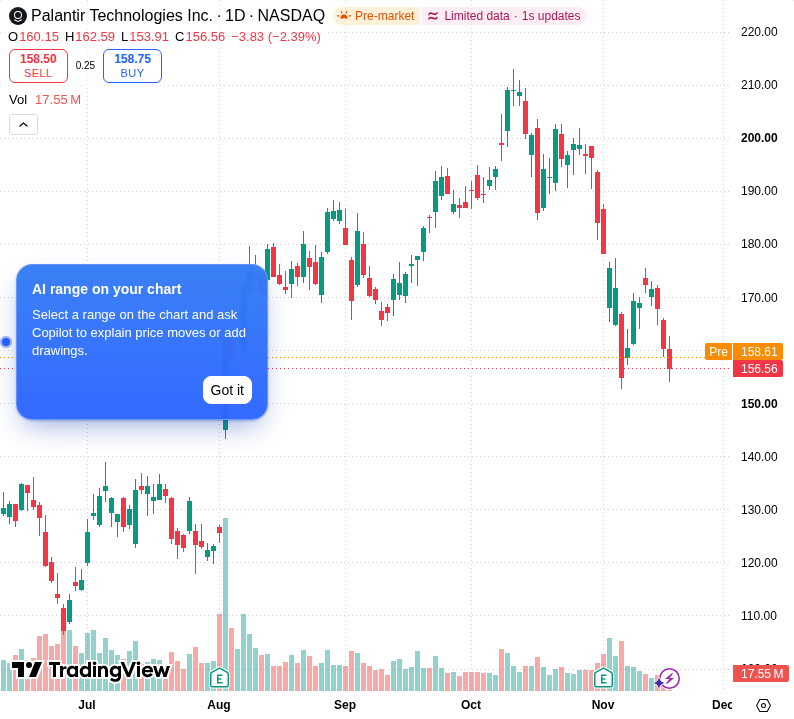 Palantir Technologies Inc. · 1D · NASDAQ Pre-market Limited data · 1s updates
O160.15 H162.59 L153.91 C156.56 −3.83 (−2.39%)
158.50 SELL
0.25
158.75 BUY
Vol 17.55 M
220.00
210.00
200.00
190.00
180.00
170.00
AI range on your chart
Select a range on the chart and ask
Copilot to explain price moves or add
drawings.
Got it
Pre 158.61
156.56
150.00
140.00
130.00
120.00
110.00
17.55 M
TradingView
E
E
Jul Aug Sep Oct Nov Dec